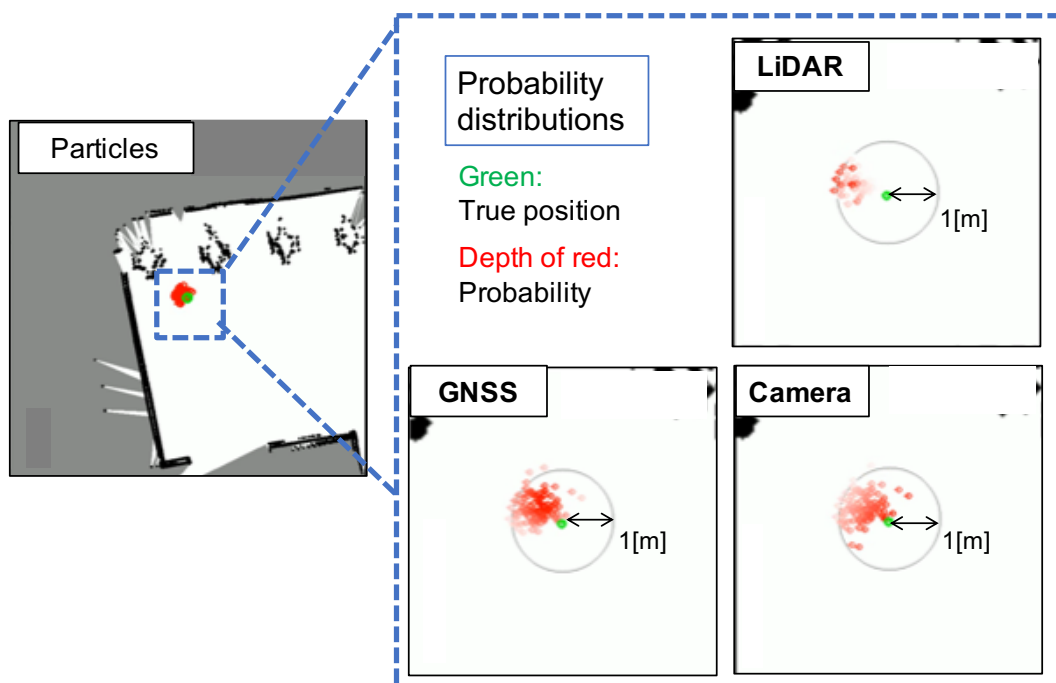 Particles
Probability
distributions
Green:
True position
Depth of red:
Probability
LiDAR
1[m]
GNSS
1[m]
Camera
1[m]